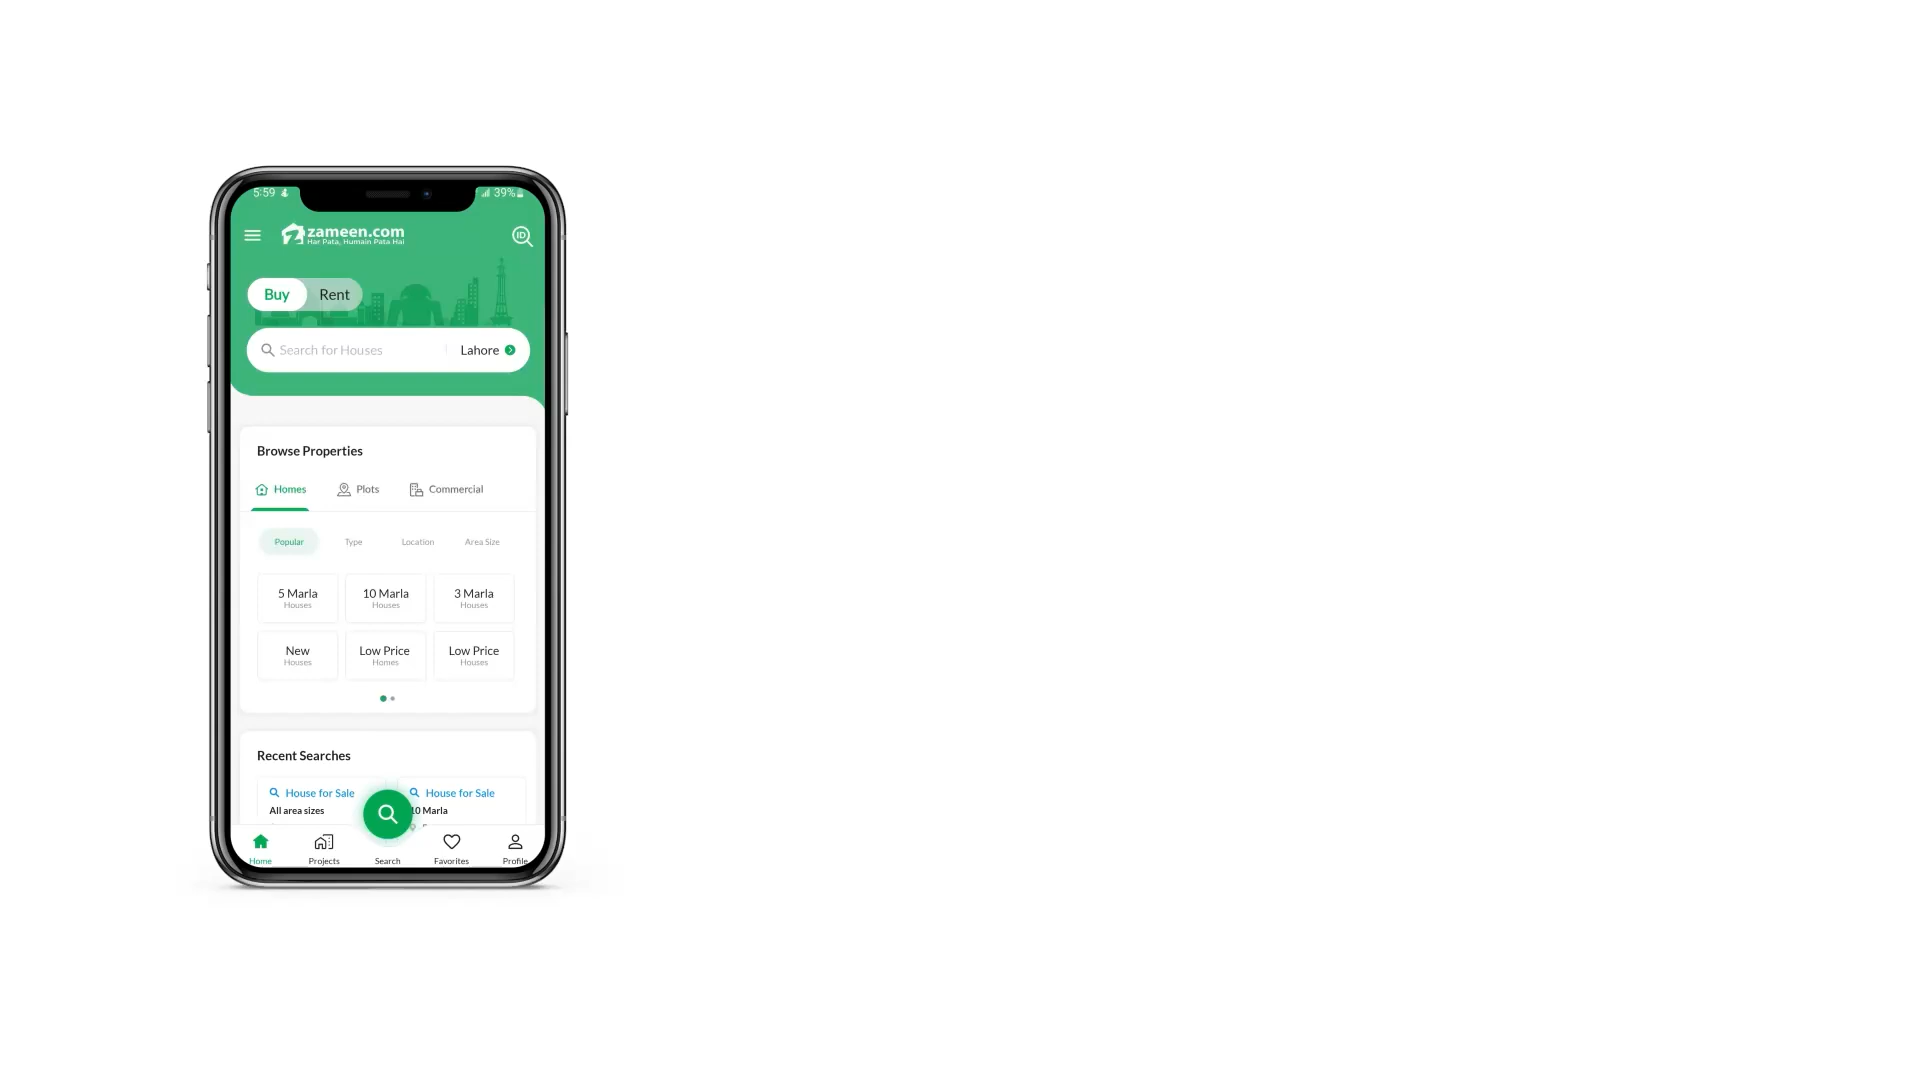 5:59
39%
zameen.com
Har Pata, Humain Pata Hai
ID
Buy Rent
Search for Houses Lahore
Browse Properties
Homes Plots Commercial
Popular Type Location Area Size
5 Marla 10 Marla 3 Marla
Houses Houses Houses
New Low Price Low Price
Houses Homes Houses
Recent Searches
House for Sale House for Sale
All area sizes 10 Marla
Home Projects Search Favorites Profile